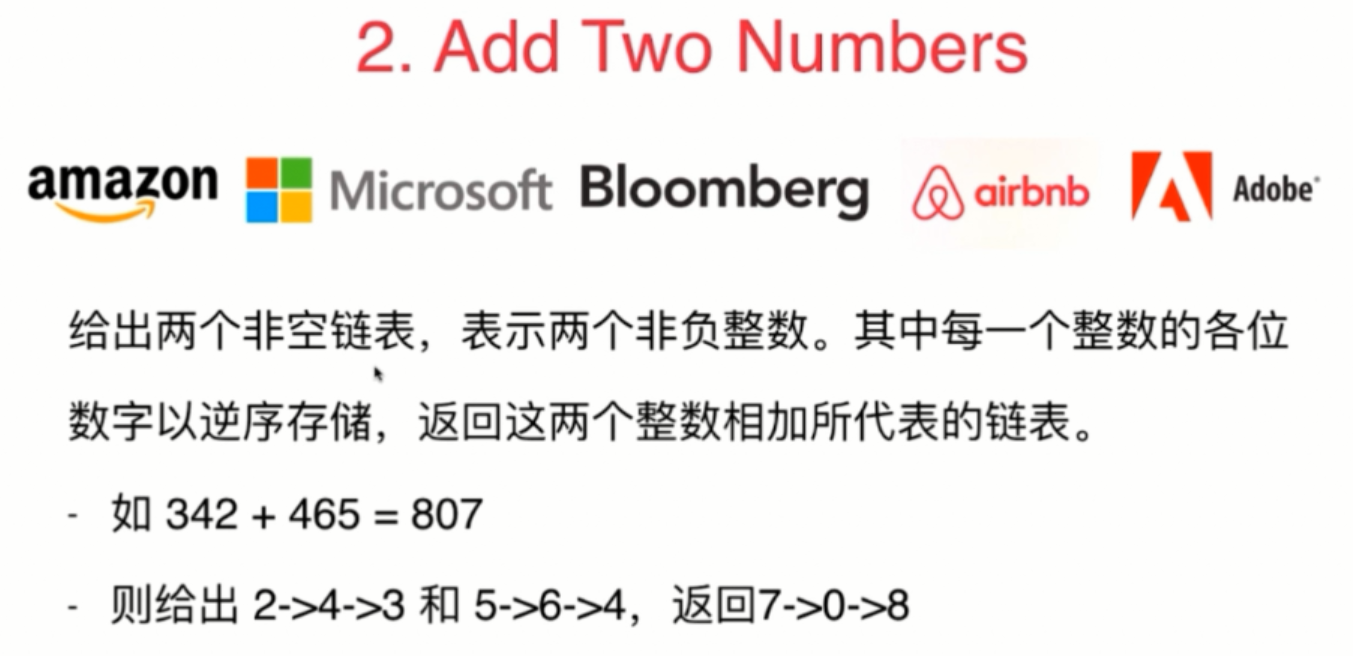 2. Add Two Numbers
amazon Microsoft Bloomberg airbnb Adobe
给出两个非空链表，表示两个非负整数。其中每一个整数的各位
数字以逆序存储，返回这两个整数相加所代表的链表。
- 如 342 + 465 = 807
- 则给出 2->4->3 和 5->6->4，返回7->0->8